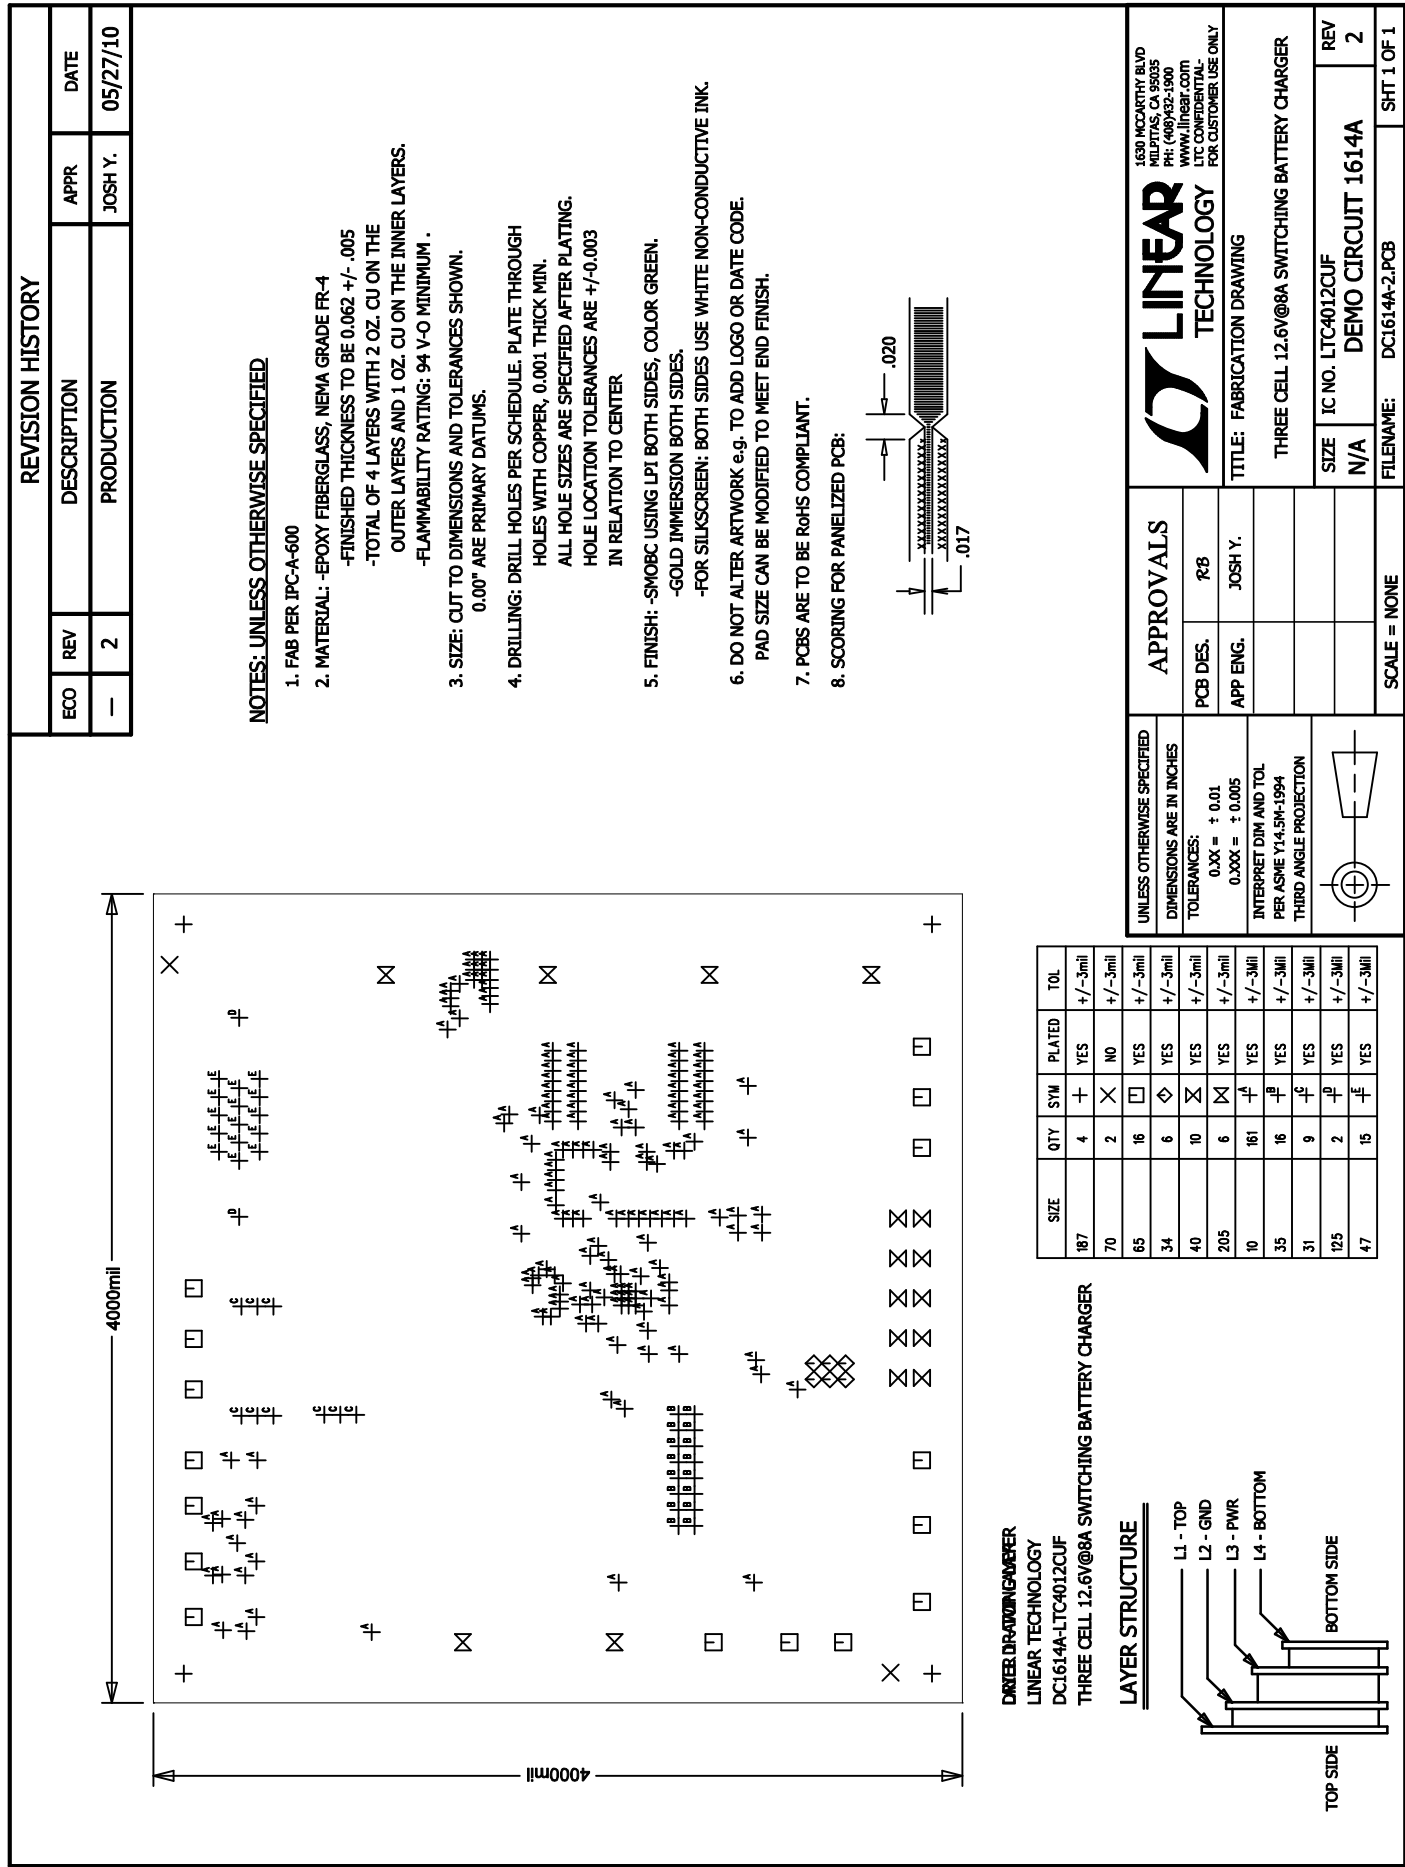 REVISION HISTORY
ECO REV DESCRIPTION APPR DATE
— 2 PRODUCTION JOSH Y. 05/27/10
NOTES: UNLESS OTHERWISE SPECIFIED
1. FAB PER IPC-A-600
2. MATERIAL: -EPOXY FIBERGLASS, NEMA GRADE FR-4
-FINISHED THICKNESS TO BE 0.062 +/- .005
-TOTAL OF 4 LAYERS WITH 2 OZ. CU ON THE
OUTER LAYERS AND 1 OZ. CU ON THE INNER LAYERS.
-FLAMMABILITY RATING: 94 V-O MINIMUM .
3. SIZE: CUT TO DIMENSIONS AND TOLERANCES SHOWN.
0.00" ARE PRIMARY DATUMS.
4. DRILLING: DRILL HOLES PER SCHEDULE. PLATE THROUGH
HOLES WITH COPPER, 0.001 THICK MIN.
ALL HOLE SIZES ARE SPECIFIED AFTER PLATING.
HOLE LOCATION TOLERANCES ARE +/-0.003
IN RELATION TO CENTER
5. FINISH: -SMOBC USING LPI BOTH SIDES, COLOR GREEN.
-GOLD IMMERSION BOTH SIDES.
-FOR SILKSCREEN: BOTH SIDES USE WHITE NON-CONDUCTIVE INK.
6. DO NOT ALTER ARTWORK e.g. TO ADD LOGO OR DATE CODE.
PAD SIZE CAN BE MODIFIED TO MEET END FINISH.
7. PCBS ARE TO BE RoHS COMPLIANT.
8. SCORING FOR PANELIZED PCB:
.020
.017
4000mil
4000mil
LINEAR TECHNOLOGY
DC1614A-LTC4012CUF
THREE CELL 12.6V@8A SWITCHING BATTERY CHARGER
LAYER STRUCTURE
L1 - TOP
L2 - GND
L3 - PWR
L4 - BOTTOM
TOP SIDE
BOTTOM SIDE
SIZE QTY SYM PLATED TOL
187 4 YES +/-3mil
70 2 NO +/-3mil
65 16 YES +/-3mil
34 6 YES +/-3mil
40 10 YES +/-3mil
205 6 YES +/-3mil
10 161 A YES +/-3Mil
35 16 B YES +/-3Mil
31 9 C YES +/-3Mil
125 2 D YES +/-3Mil
47 15 E YES +/-3Mil
UNLESS OTHERWISE SPECIFIED
DIMENSIONS ARE IN INCHES
TOLERANCES:
0.XX = ± 0.01
0.XXX = ± 0.005
INTERPRET DIM AND TOL
PER ASME Y14.5M-1994
THIRD ANGLE PROJECTION
APPROVALS
PCB DES. RB
APP ENG. JOSH Y.
SCALE = NONE
LT LINEAR
TECHNOLOGY
1630 MCCARTHY BLVD
MILPITAS, CA 95035
PH: (408)432-1900
www.linear.com
LTC CONFIDENTIAL-
FOR CUSTOMER USE ONLY
TITLE: FABRICATION DRAWING
THREE CELL 12.6V@8A SWITCHING BATTERY CHARGER
SIZE
N/A
IC NO. LTC4012CUF
DEMO CIRCUIT 1614A
REV
2
FILENAME: DC1614A-2.PCB
SHT 1 OF 1